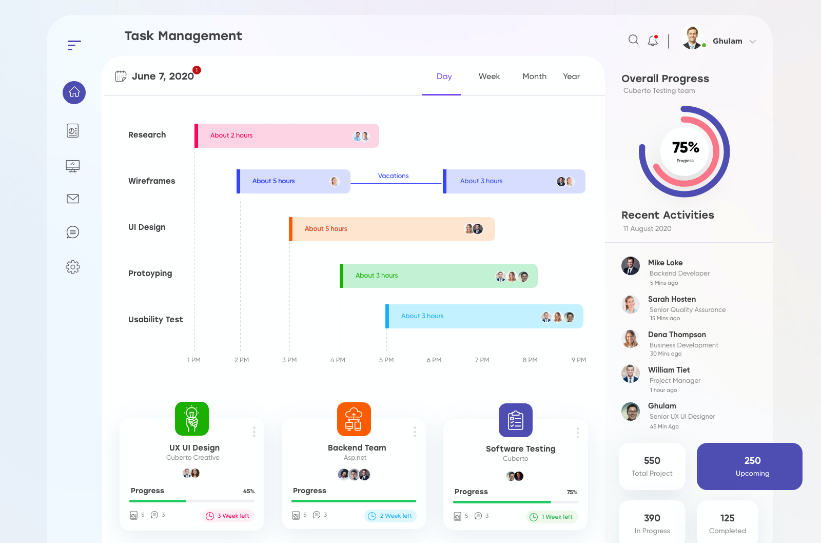 Task Management
Ghulam
June 7, 2020
Day
Week
Month
Year
Research
About 2 hours
Wireframes
About 5 hours
Vacations
About 3 hours
UI Design
About 5 hours
Protoyping
About 3 hours
Usability Test
About 3 hours
1 PM
2 PM
3 PM
4 PM
5 PM
6 PM
7 PM
8 PM
9 PM
UX UI Design
Cuberto Creative
Progress
45%
5
3
3 Week left
Backend Team
Asp.net
Progress
5
3
2 Week left
Software Testing
Cuberto
Progress
75%
5
3
1 Week left
Overall Progress
Cuberto Testing team
75%
Progress
Recent Activities
11 August 2020
Mike Loke
Backend Developer
5 Mins ago
Sarah Hosten
Senior Quality Assurance
15 Mins ago
Dena Thompson
Business Development
30 Mins ago
William Tiet
Project Manager
1 hour ago
Ghulam
Senior UX UI Designer
45 Min Ago
550
Total Project
250
Upcoming
390
In Progress
125
Completed